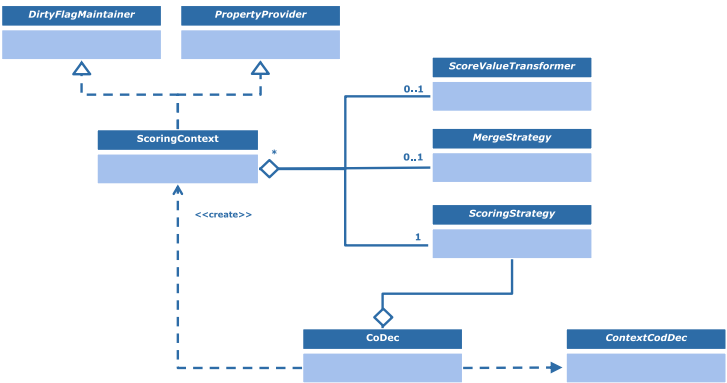 DirtyFlagMaintainer
PropertyProvider
ScoreValueTransformer
0..1
ScoringContext
*
MergeStrategy
0..1
<<create>>
ScoringStrategy
1
CoDec
ContextCodDec